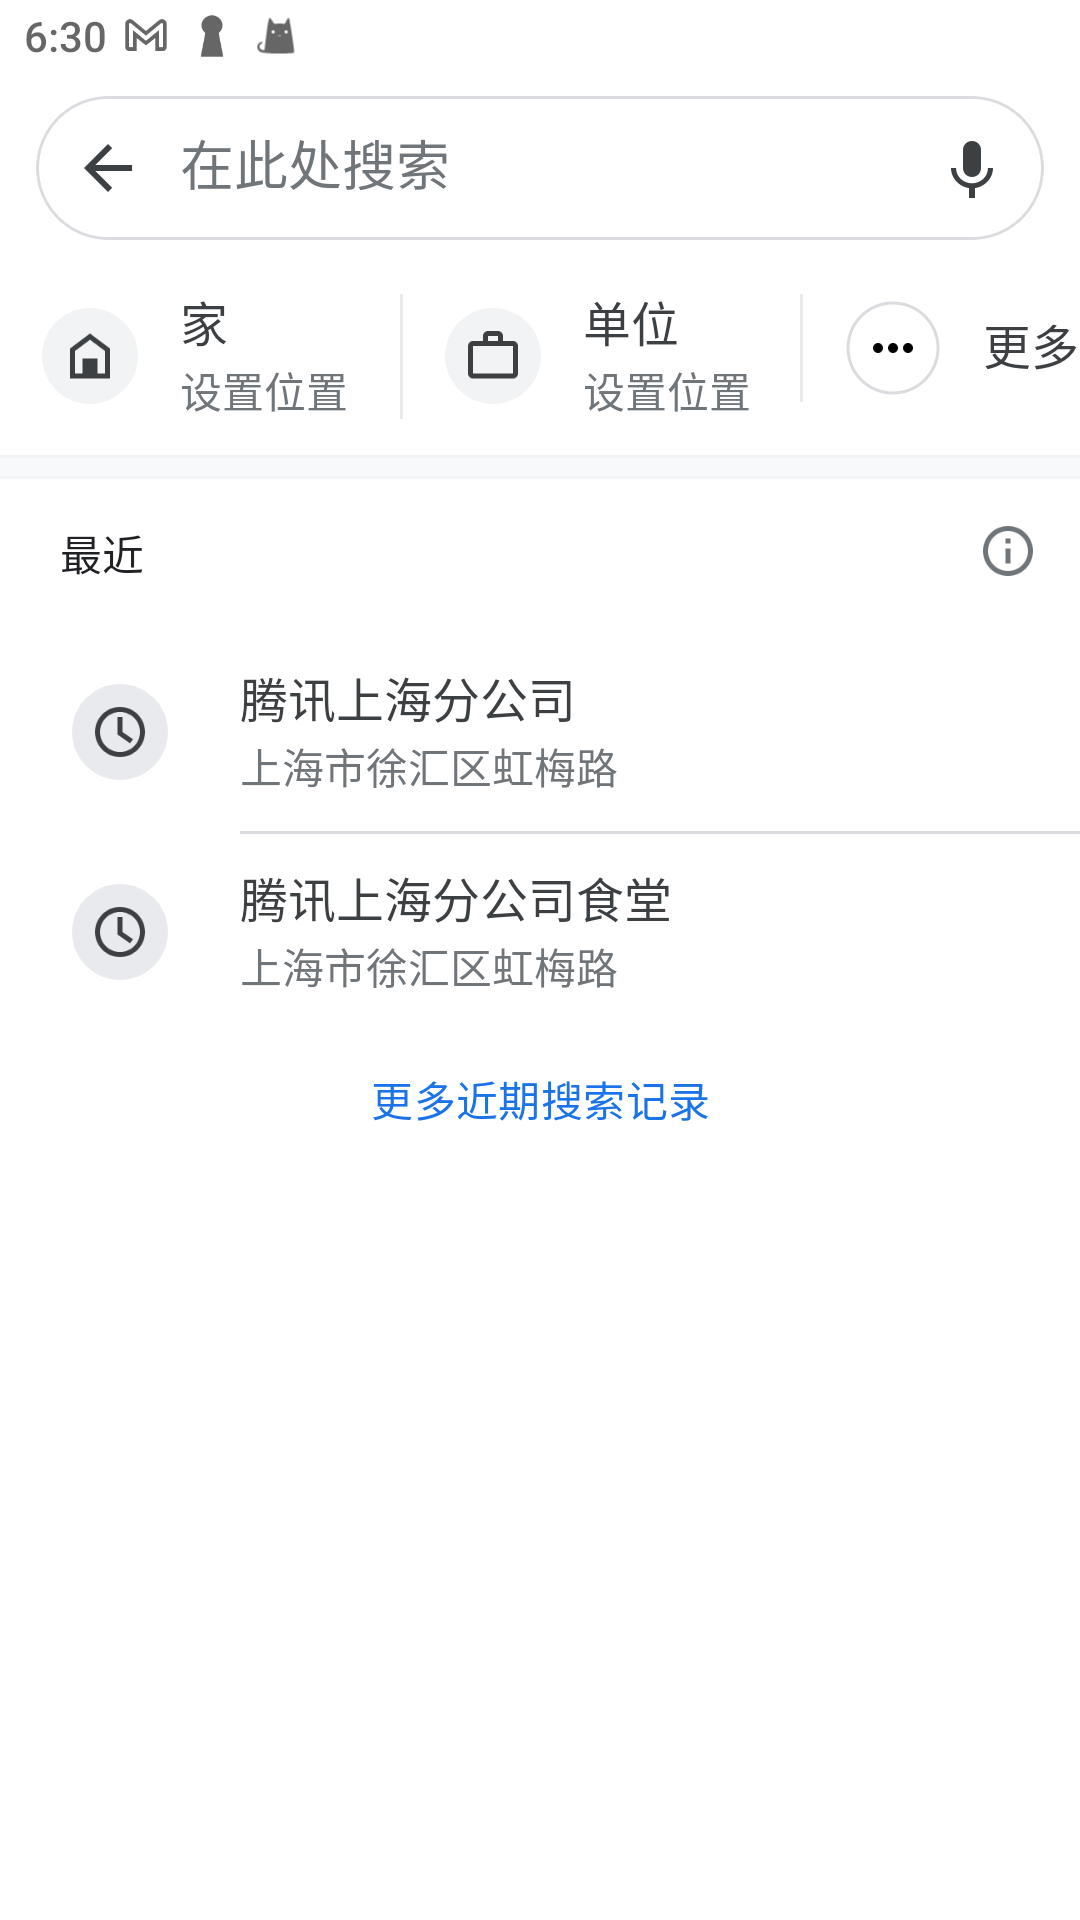 6:30
在此处搜索
家
设置位置
单位
设置位置
更多
最近
腾讯上海分公司
上海市徐汇区虹梅路
腾讯上海分公司食堂
上海市徐汇区虹梅路
更多近期搜索记录